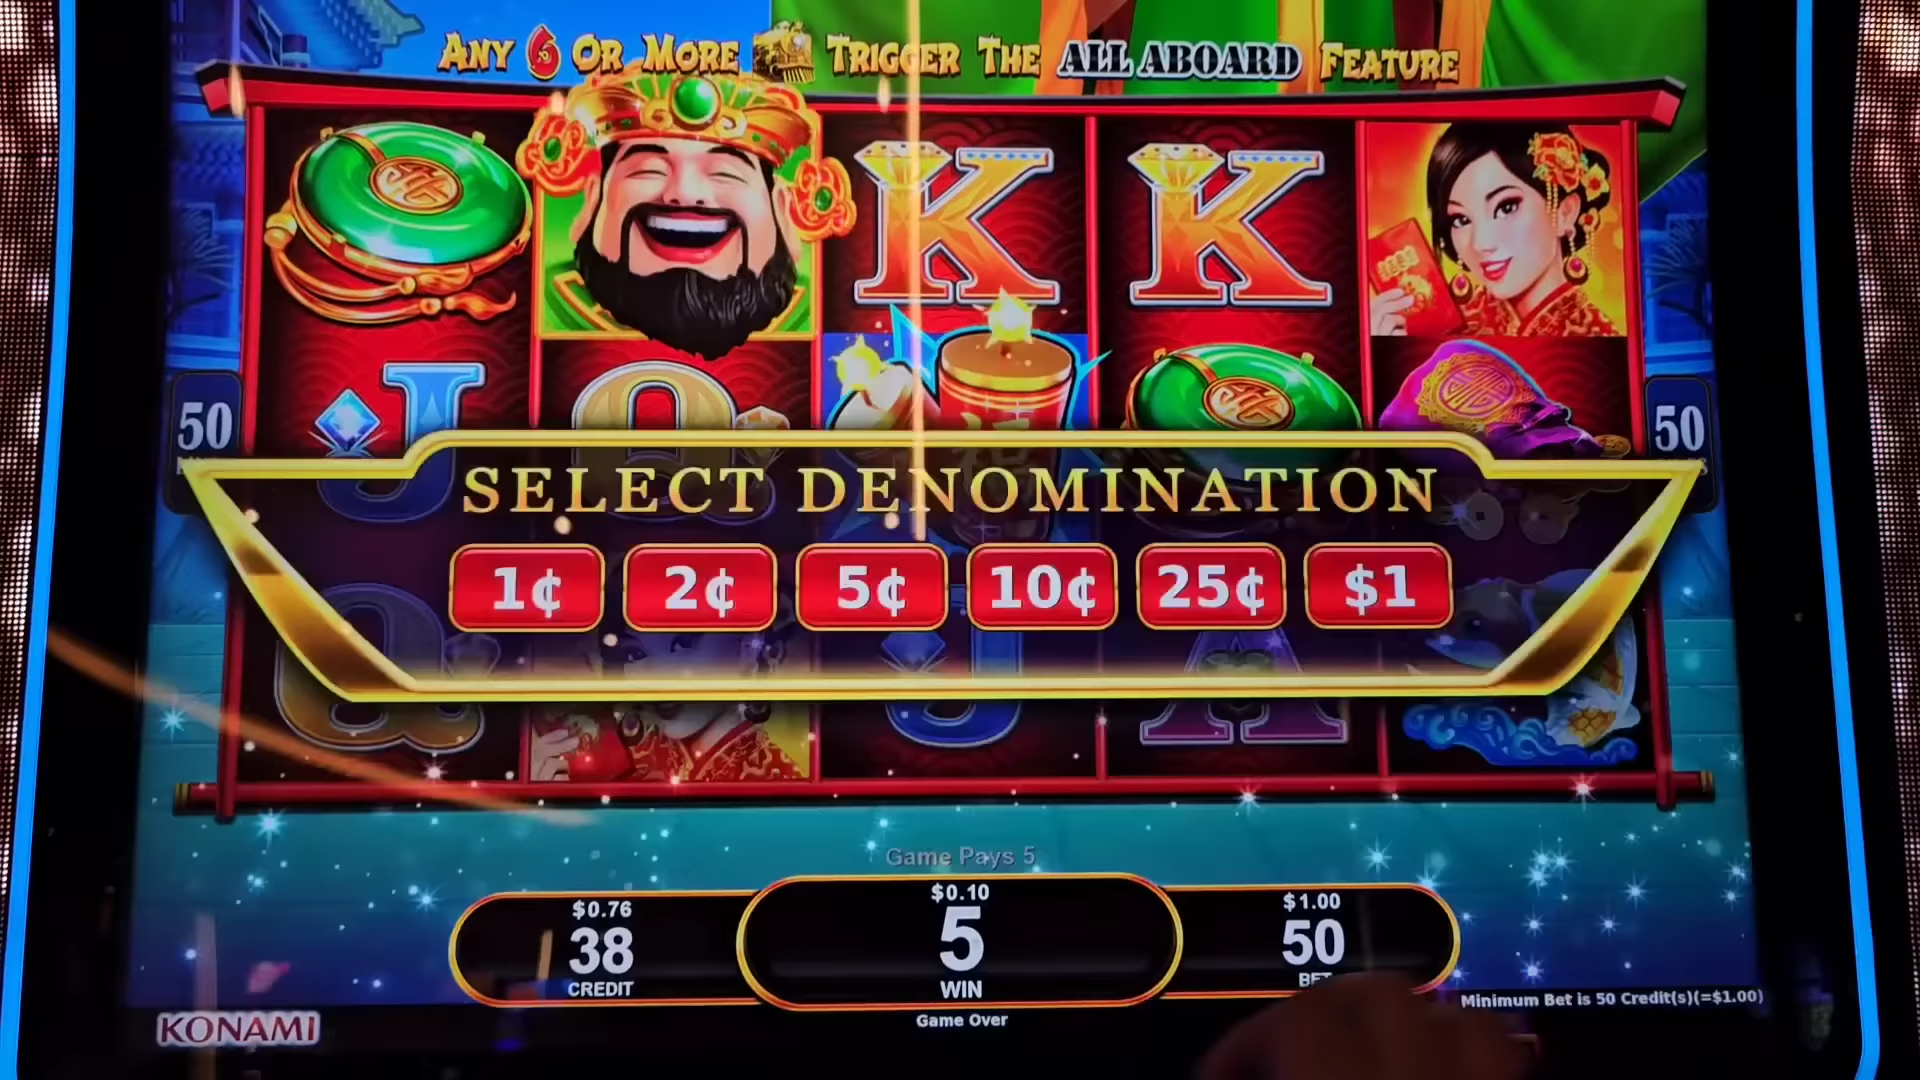 ANY 6 OR MORE TRIGGER THE ALL ABOARD FEATURE
K K
J Q
50 50
SELECT DENOMINATION
1¢ 2¢ 5¢ 10¢ 25¢ $1
Q J A
Game Pays 5
$0.76 $0.10 $1.00
38 5 50
CREDIT WIN BET
Minimum Bet is 50 Credit(s)(=$1.00)
Game Over
KONAMI